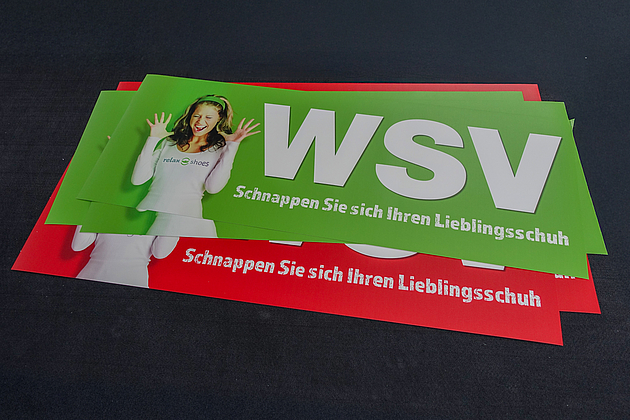 WSV
relax shoes
Schnappen Sie sich Ihren Lieblingsschuh
Schnappen Sie sich Ihren Lieblingsschuh